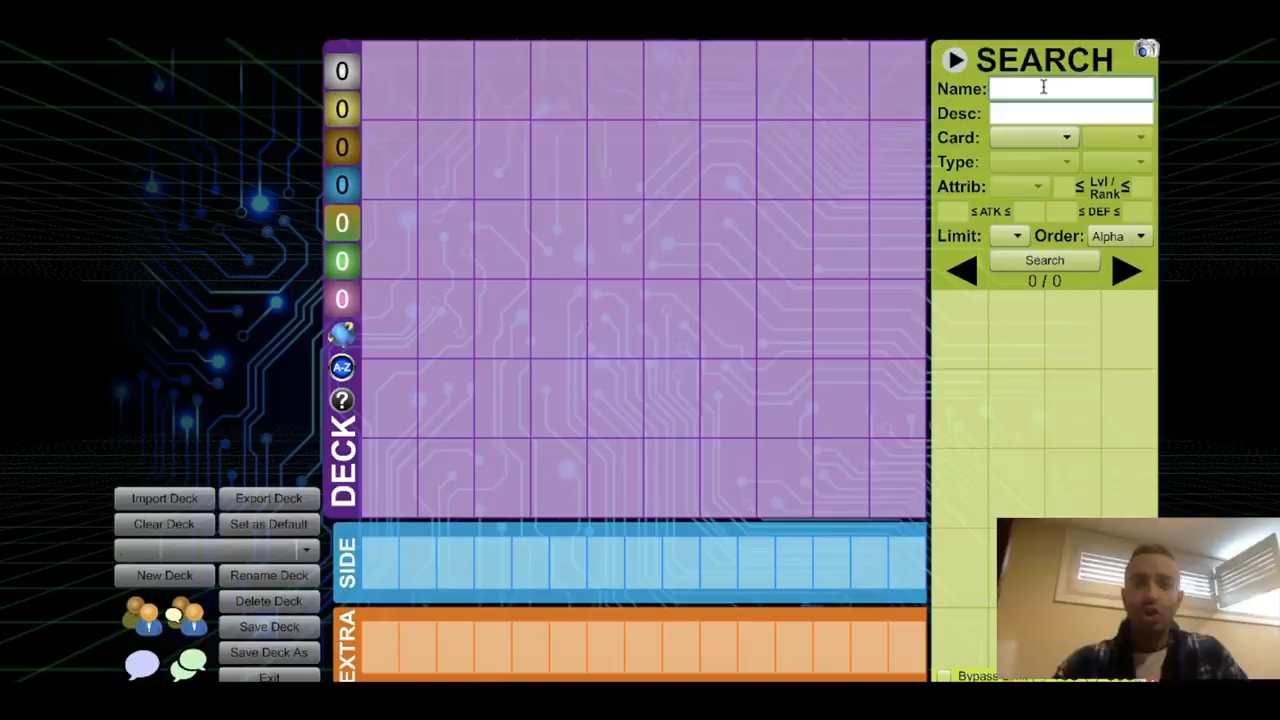 0
0
0
0
0
0
0
A-Z
?
DECK
SIDE
EXTRA
Import Deck
Export Deck
Clear Deck
Set as Default
New Deck
Rename Deck
Delete Deck
Save Deck
Save Deck As
Exit
SEARCH
Name:
Desc:
Card:
Type:
Attrib: ≤ Lvl / Rank ≤
≤ ATK ≤ ≤ DEF ≤
Limit: Order: Alpha
Search
0 / 0
Bypass